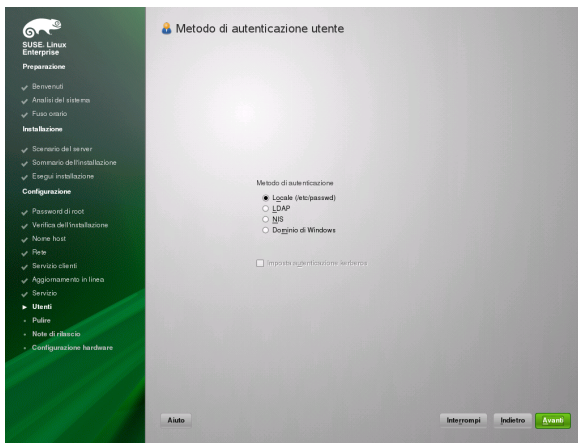 SUSE. Linux
Enterprise
Preparazione
Benvenuti
Analisi del sistema
Fuso orario
Installazione
Scenario del server
Sommario dell'installazione
Esegui installazione
Configurazione
Password di root
Verifica dell'installazione
Nome host
Rete
Servizio clienti
Aggiornamento in linea
Servizio
Utenti
Pulire
Note di rilascio
Configurazione hardware
Metodo di autenticazione utente
Metodo di autenticazione
Locale (/etc/passwd)
LDAP
NIS
Dominio di Windows
Imposta autenticazione kerberos
Aiuto
Interrompi
Indietro
Avanti